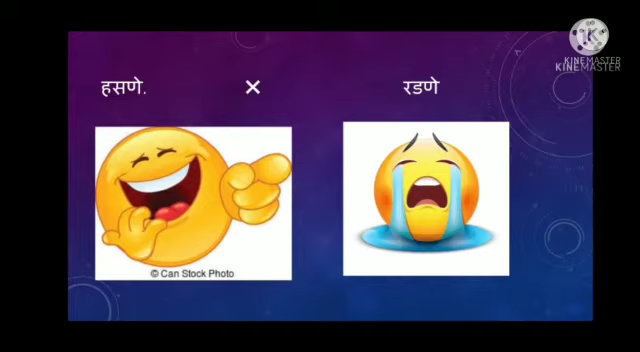 KINEMASTER
KINEMASTER
हसणे. × रडणे
© Can Stock Photo